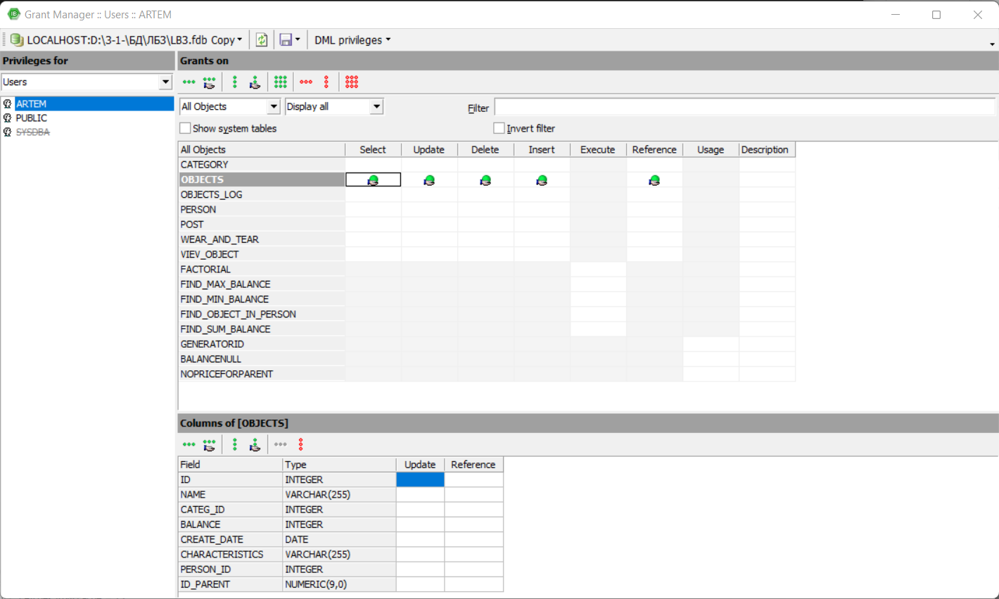 Grant Manager :: Users :: ARTEM
LOCALHOST:D:\3-1-\БД\ЛБ3\LB3.fdb Copy
DML privileges
Privileges for
Users
ARTEM
PUBLIC
SYSDBA
Grants on
All Objects
Display all
Filter
Show system tables
Invert filter
All Objects Select Update Delete Insert Execute Reference Usage Description
CATEGORY
OBJECTS
OBJECTS_LOG
PERSON
POST
WEAR_AND_TEAR
VIEV_OBJECT
FACTORIAL
FIND_MAX_BALANCE
FIND_MIN_BALANCE
FIND_OBJECT_IN_PERSON
FIND_SUM_BALANCE
GENERATORID
BALANCENULL
NOPRICEFORPARENT
Columns of [OBJECTS]
Field Type Update Reference
ID INTEGER
NAME VARCHAR(255)
CATEG_ID INTEGER
BALANCE INTEGER
CREATE_DATE DATE
CHARACTERISTICS VARCHAR(255)
PERSON_ID INTEGER
ID_PARENT NUMERIC(9,0)